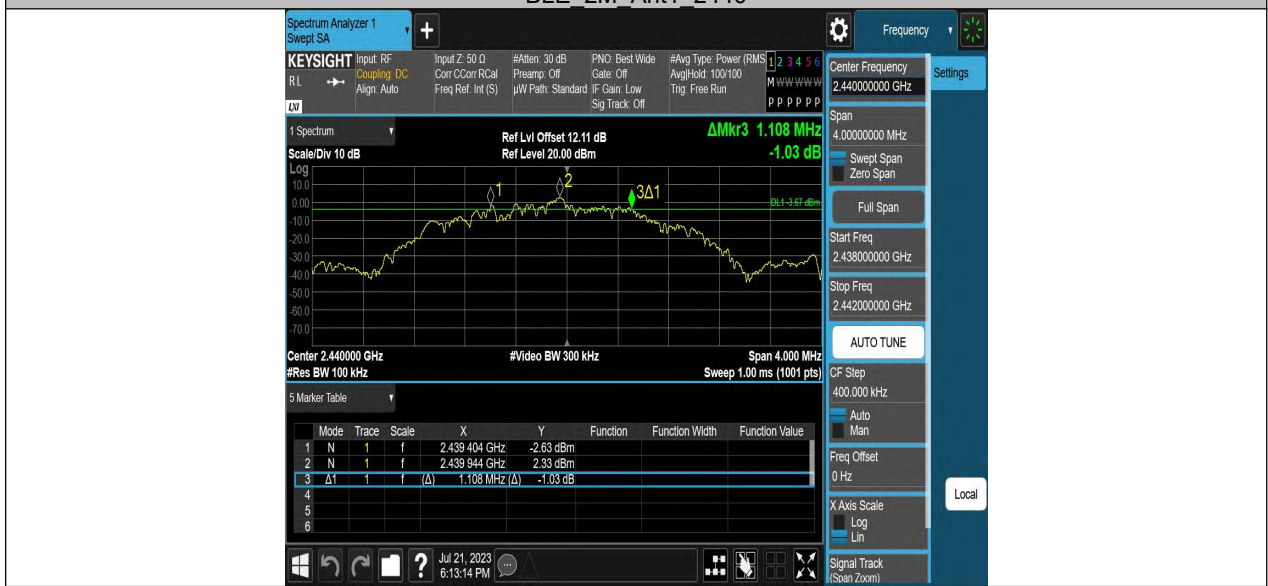 BLE_2M_Ant1_2440
Spectrum Analyzer 1
Swept SA
+
Frequency
KEYSIGHT
RL
LXI
Input: RF
Coupling: DC
Align: Auto
Input Z: 50 Ω
Corr CCorr RCal
Freq Ref: Int (S)
#Atten: 30 dB
Preamp: Off
µW Path: Standard
PNO: Best Wide
Gate: Off
IF Gain: Low
Sig Track: Off
#Avg Type: Power (RMS
Avg|Hold: 100/100
Trig: Free Run
1 2 3 4 5 6
M W W W W W
P P P P P P
1 Spectrum
Scale/Div 10 dB
Ref Lvl Offset 12.11 dB
Ref Level 20.00 dBm
ΔMkr3 1.108 MHz
-1.03 dB
Log
10.0
0.00
-10.0
-20.0
-30.0
-40.0
-50.0
-60.0
-70.0
1
2
3Δ1
DL1 -3.67 dBm
Center 2.440000 GHz
#Video BW 300 kHz
Span 4.000 MHz
#Res BW 100 kHz
Sweep 1.00 ms (1001 pts)
5 Marker Table
Mode Trace Scale X Y Function Function Width Function Value
1 N 1 f 2.439 404 GHz -2.63 dBm
2 N 1 f 2.439 944 GHz 2.33 dBm
3 Δ1 1 f (Δ) 1.108 MHz (Δ) -1.03 dB
4
5
6
?
Jul 21, 2023
6:13:14 PM
Center Frequency
2.440000000 GHz
Settings
Span
4.00000000 MHz
Swept Span
Zero Span
Full Span
Start Freq
2.438000000 GHz
Stop Freq
2.442000000 GHz
AUTO TUNE
CF Step
400.000 kHz
Auto
Man
Freq Offset
0 Hz
Local
X Axis Scale
Log
Lin
Signal Track
(Span Zoom)